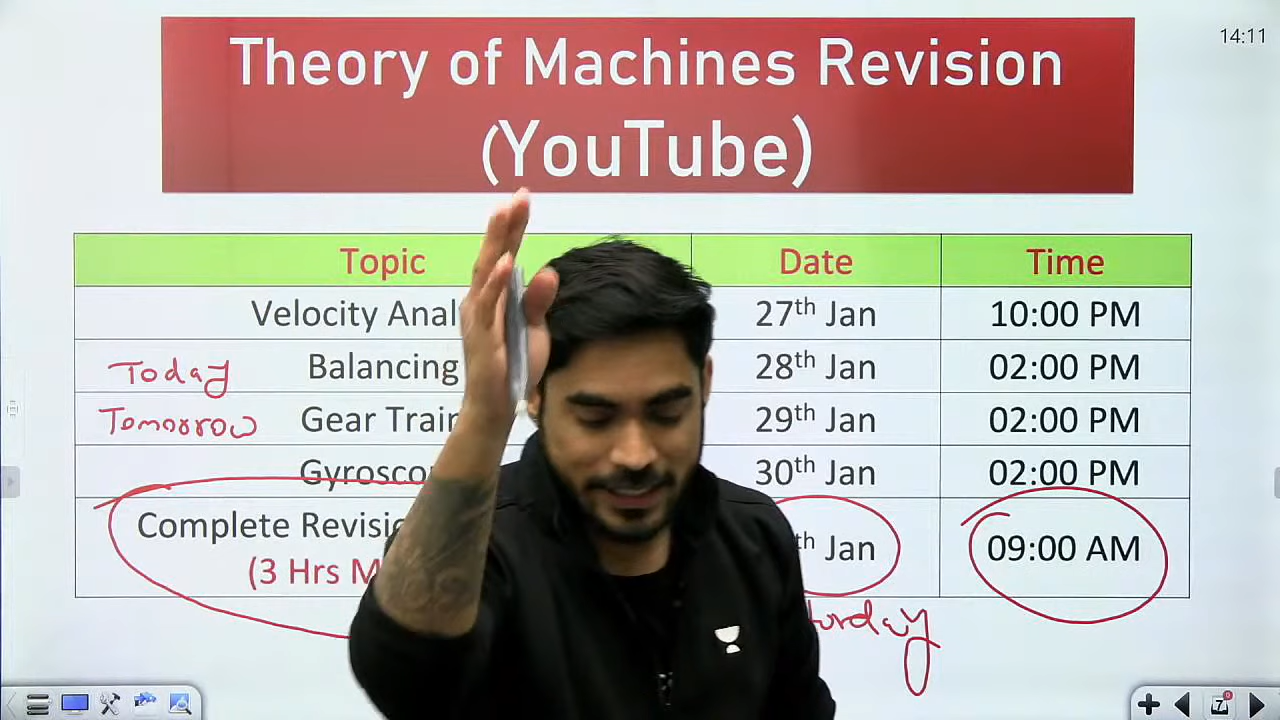 14:11
Theory of Machines Revision
(YouTube)
Topic Date Time
Velocity Anal 27th Jan 10:00 PM
Today Balancing 28th Jan 02:00 PM
Tomorrow Gear Train 29th Jan 02:00 PM
Gyrosco 30th Jan 02:00 PM
Complete Revisi th Jan 09:00 AM
(3 Hrs M
turday
7